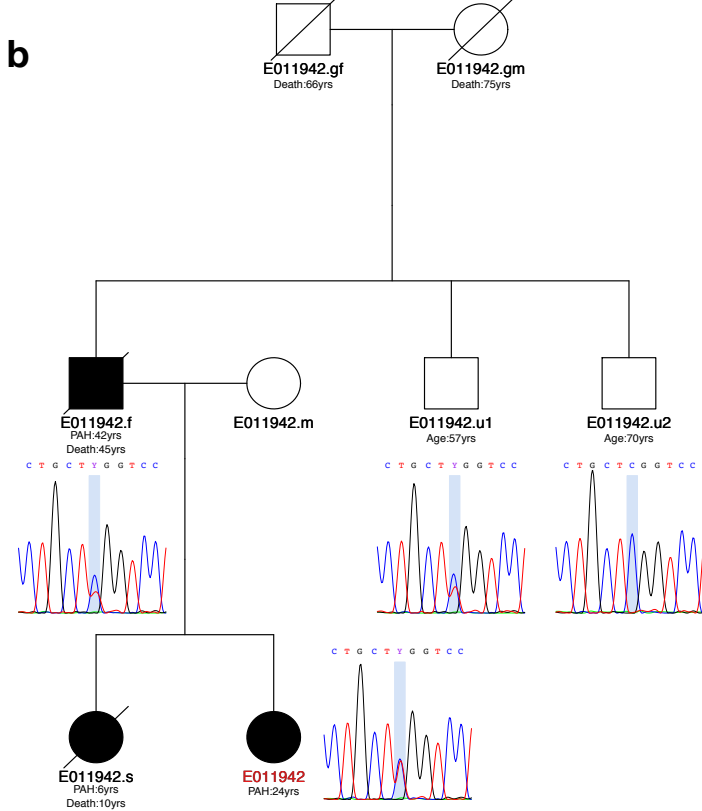 b
E011942.gf
Death:66yrs
E011942.gm
Death:75yrs
E011942.f
PAH:42yrs
Death:45yrs
E011942.m
E011942.u1
Age:57yrs
E011942.u2
Age:70yrs
C T G C T Y G G T C C
C T G C T Y G G T C C
C T G C T C G G T C C
C T G C T Y G G T C C
E011942.s
PAH:6yrs
Death:10yrs
E011942
PAH:24yrs